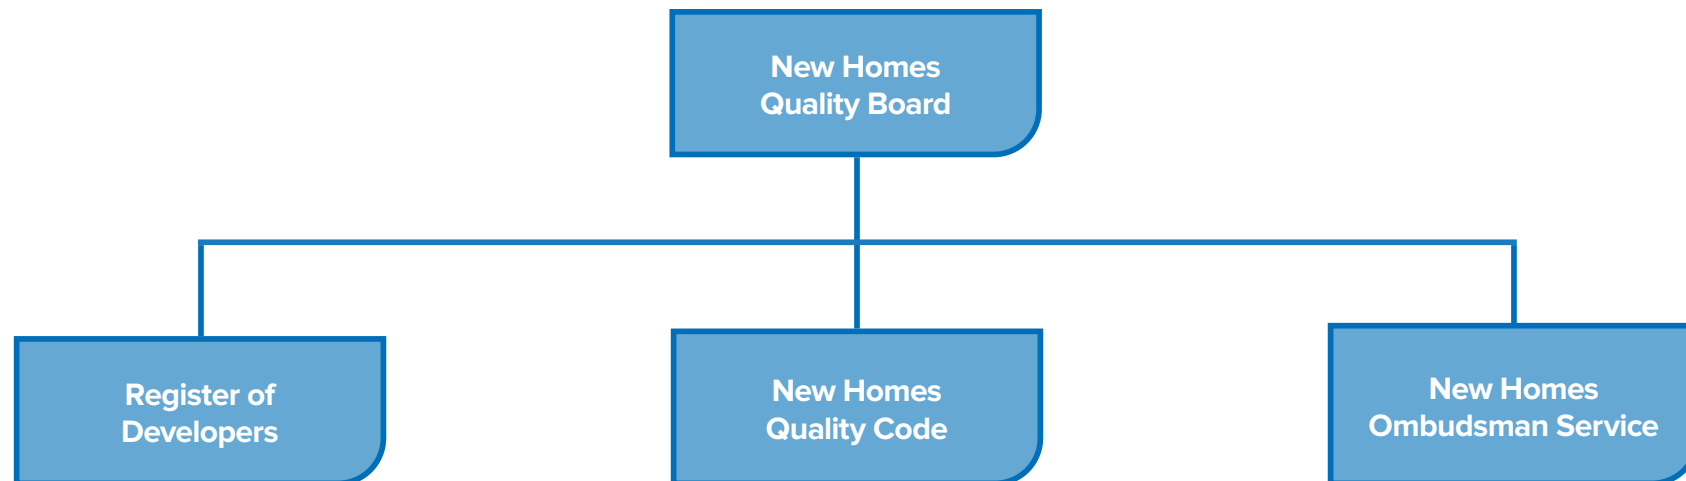 New Homes
Quality Board
Register of
Developers
New Homes
Quality Code
New Homes
Ombudsman Service